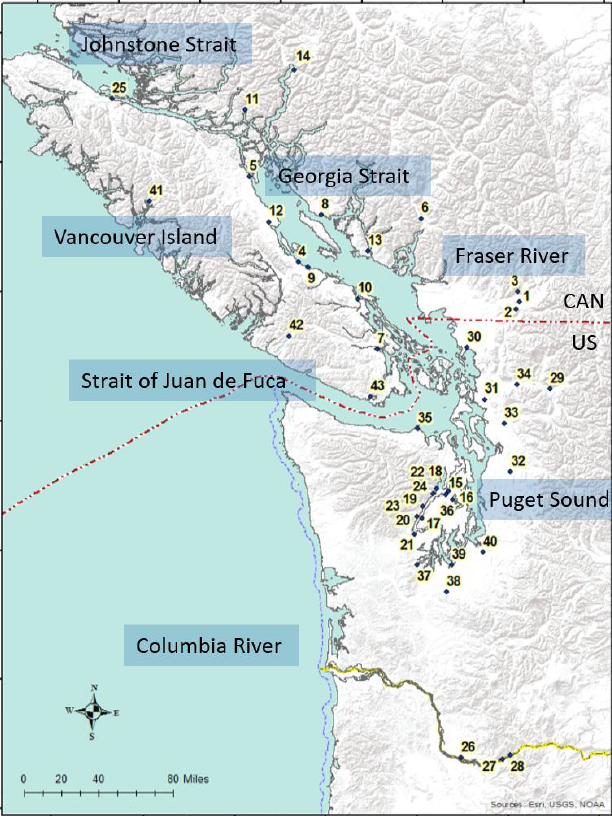 Johnstone Strait
14
25
11
5
Georgia Strait
41
8
6
12
Vancouver Island
13
Fraser River
4
9
3
10
1
CAN
2
42
US
7
30
Strait of Juan de Fuca
43
34
29
31
35
33
22
18
32
24
15
Puget Sound
19
16
23
36
20
17
21
40
39
37
38
Columbia River
N
W
E
S
26
27
28
0 20 40 80 Miles
Sources: Esri, USGS, NOAA